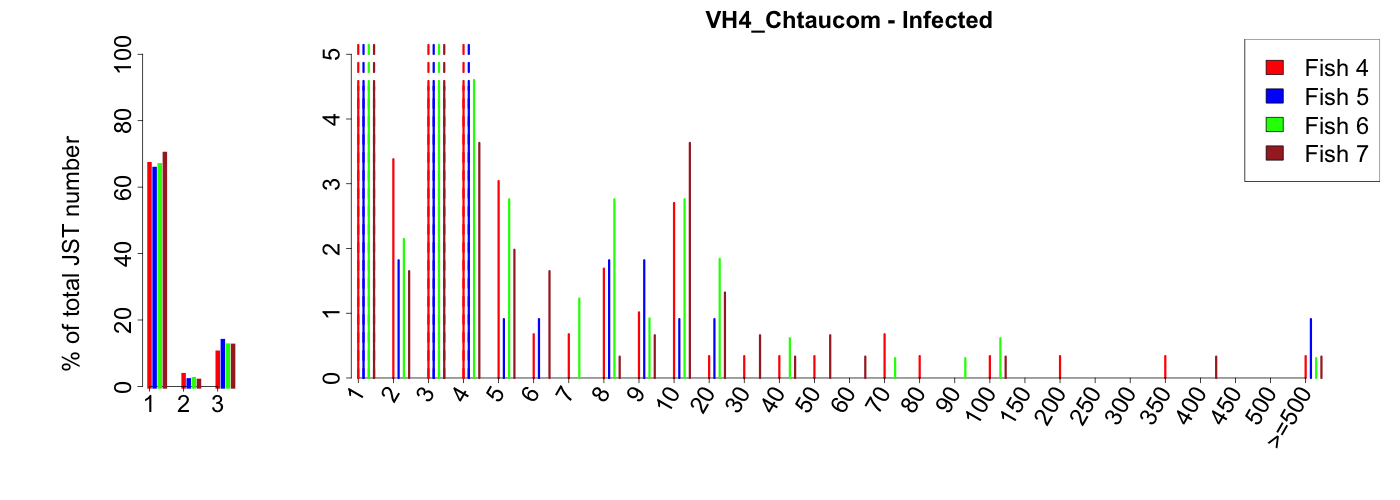 VH4_Chtaucom - Infected
% of total JST number
0 20 40 60 80 100
1 2 3
0 1 2 3 4 5
1 2 3 4 5 6 7 8 9 10 20 30 40 50 60 70 80 90 100 150 200 250 300 350 400 450 500 >=500
Fish 4
Fish 5
Fish 6
Fish 7